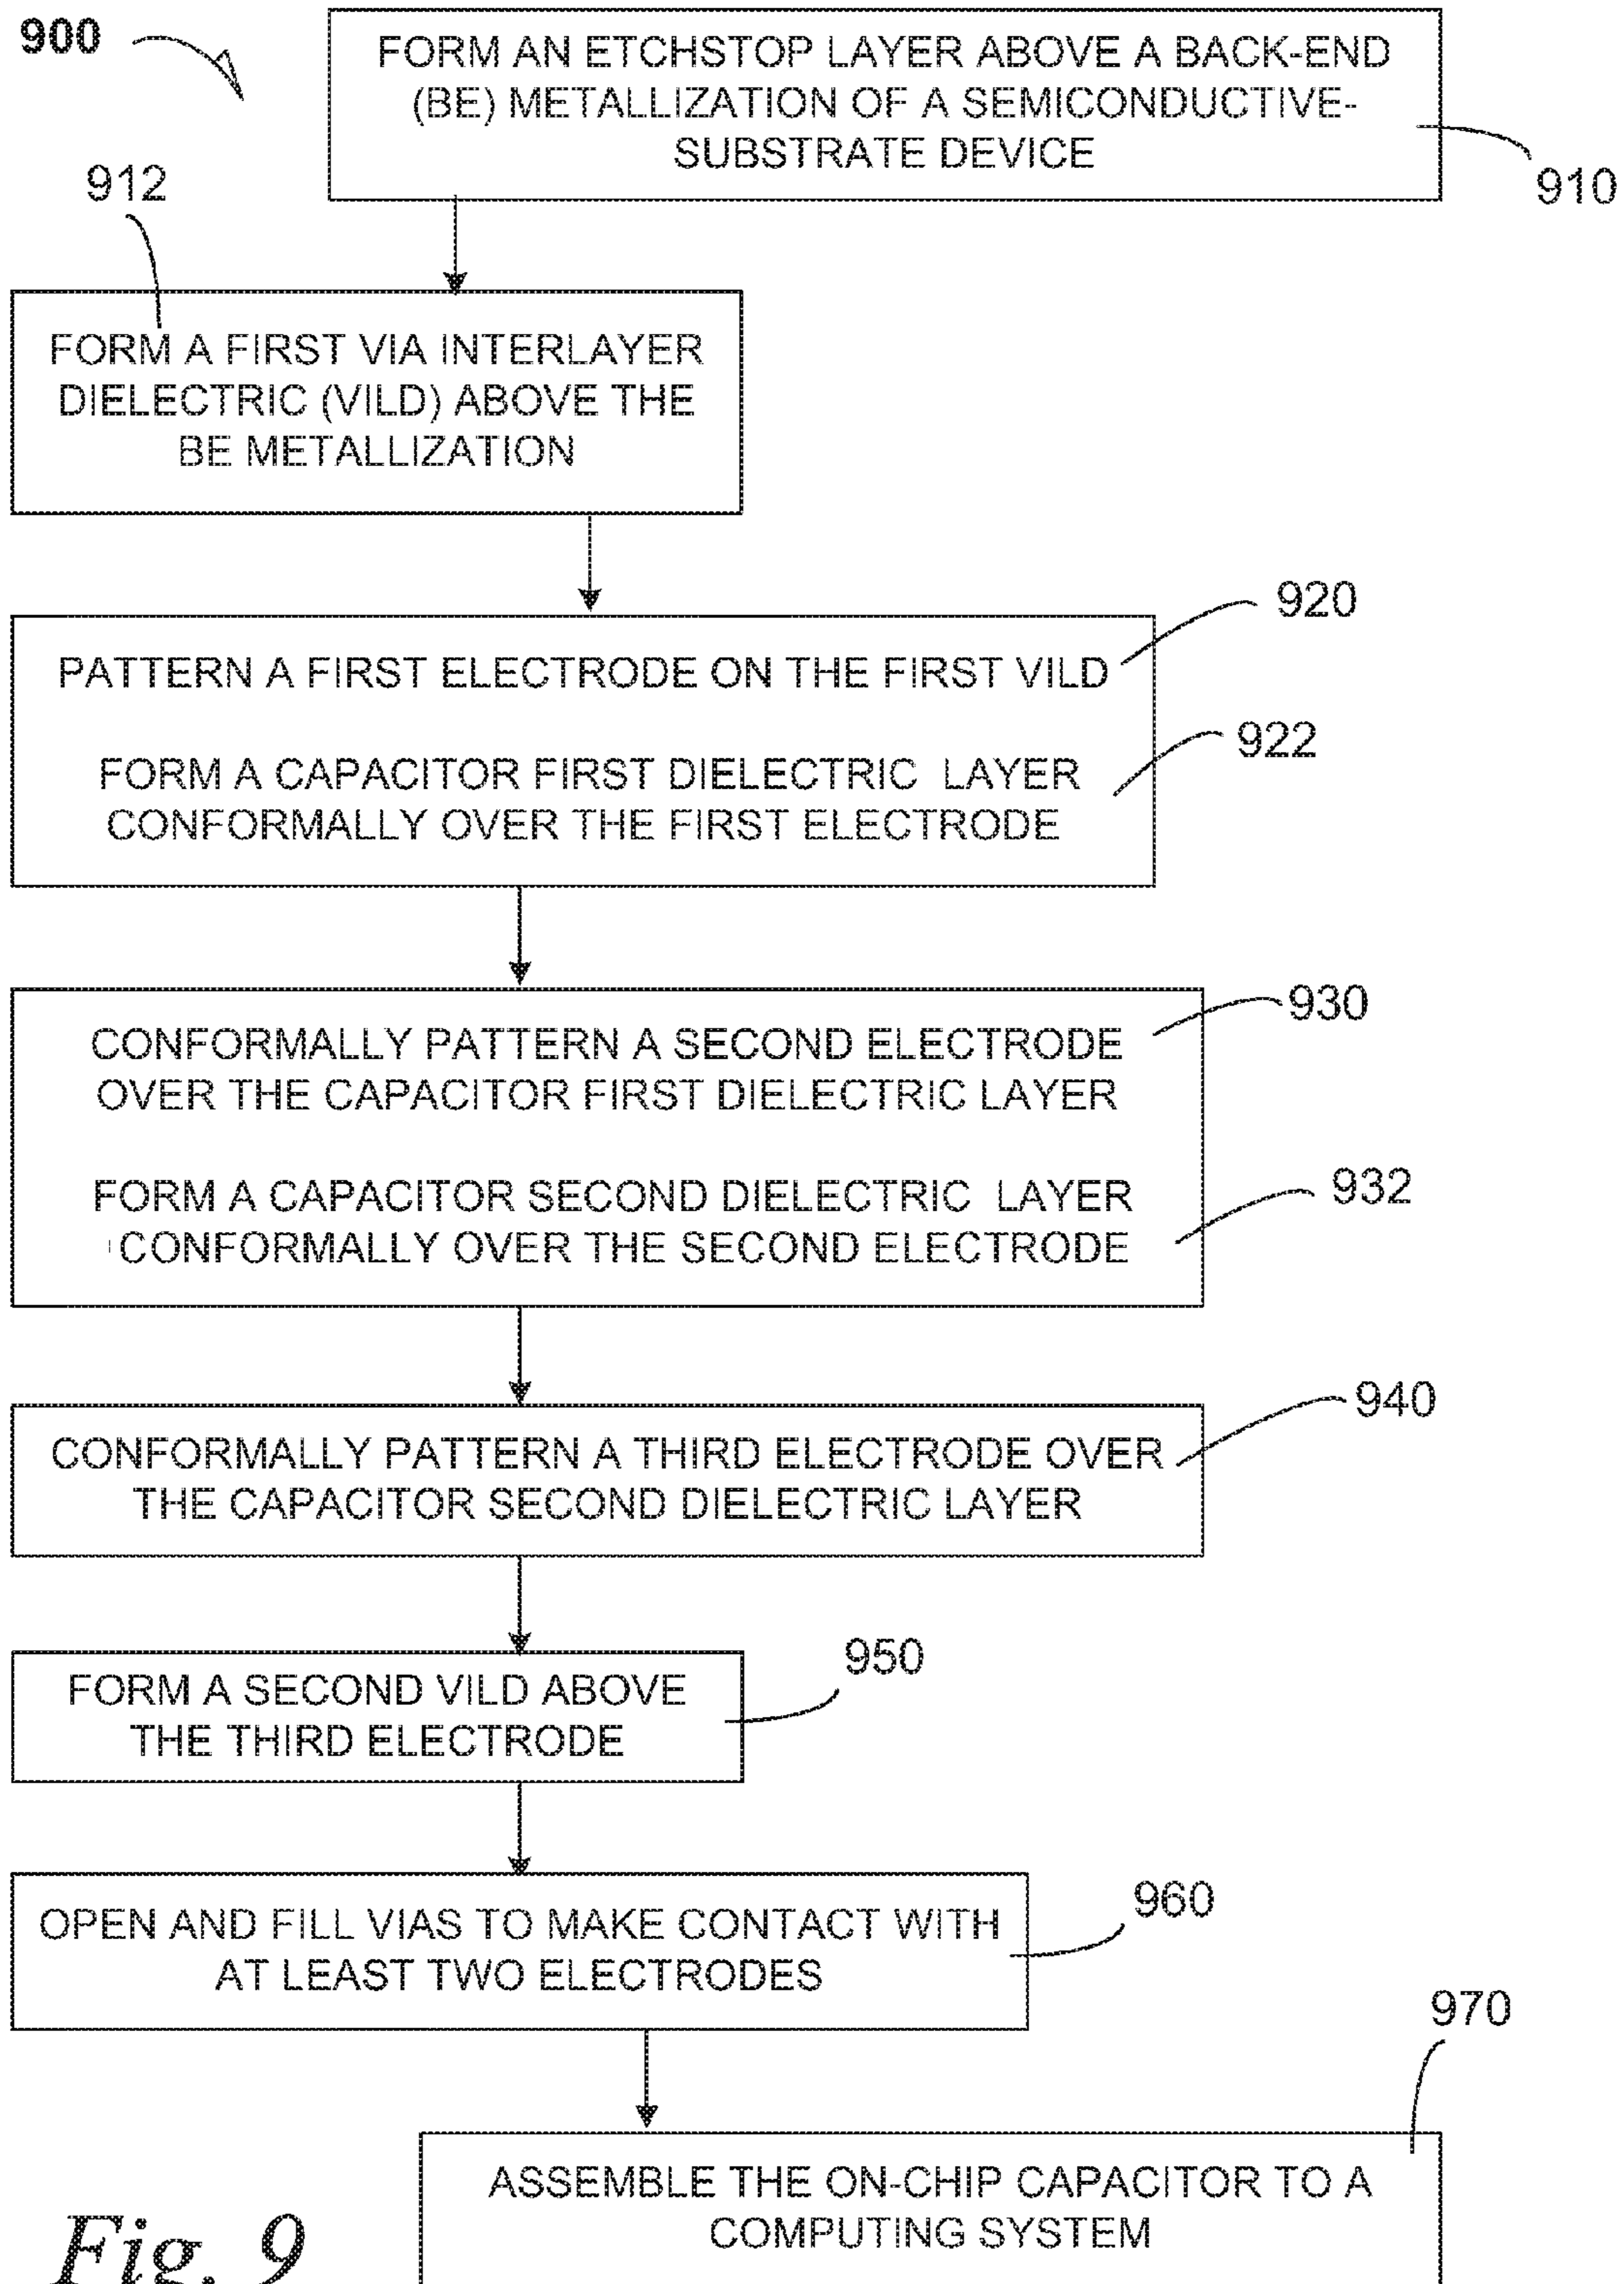 900
FORM AN ETCHSTOP LAYER ABOVE A BACK-END
(BE) METALLIZATION OF A SEMICONDUCTIVE-
SUBSTRATE DEVICE
910
912
FORM A FIRST VIA INTERLAYER
DIELECTRIC (VILD) ABOVE THE
BE METALLIZATION
920
PATTERN A FIRST ELECTRODE ON THE FIRST VILD
922
FORM A CAPACITOR FIRST DIELECTRIC LAYER
CONFORMALLY OVER THE FIRST ELECTRODE
930
CONFORMALLY PATTERN A SECOND ELECTRODE
OVER THE CAPACITOR FIRST DIELECTRIC LAYER
932
FORM A CAPACITOR SECOND DIELECTRIC LAYER
CONFORMALLY OVER THE SECOND ELECTRODE
940
CONFORMALLY PATTERN A THIRD ELECTRODE OVER
THE CAPACITOR SECOND DIELECTRIC LAYER
950
FORM A SECOND VILD ABOVE
THE THIRD ELECTRODE
960
OPEN AND FILL VIAS TO MAKE CONTACT WITH
AT LEAST TWO ELECTRODES
970
ASSEMBLE THE ON-CHIP CAPACITOR TO A
COMPUTING SYSTEM
Fig. 9